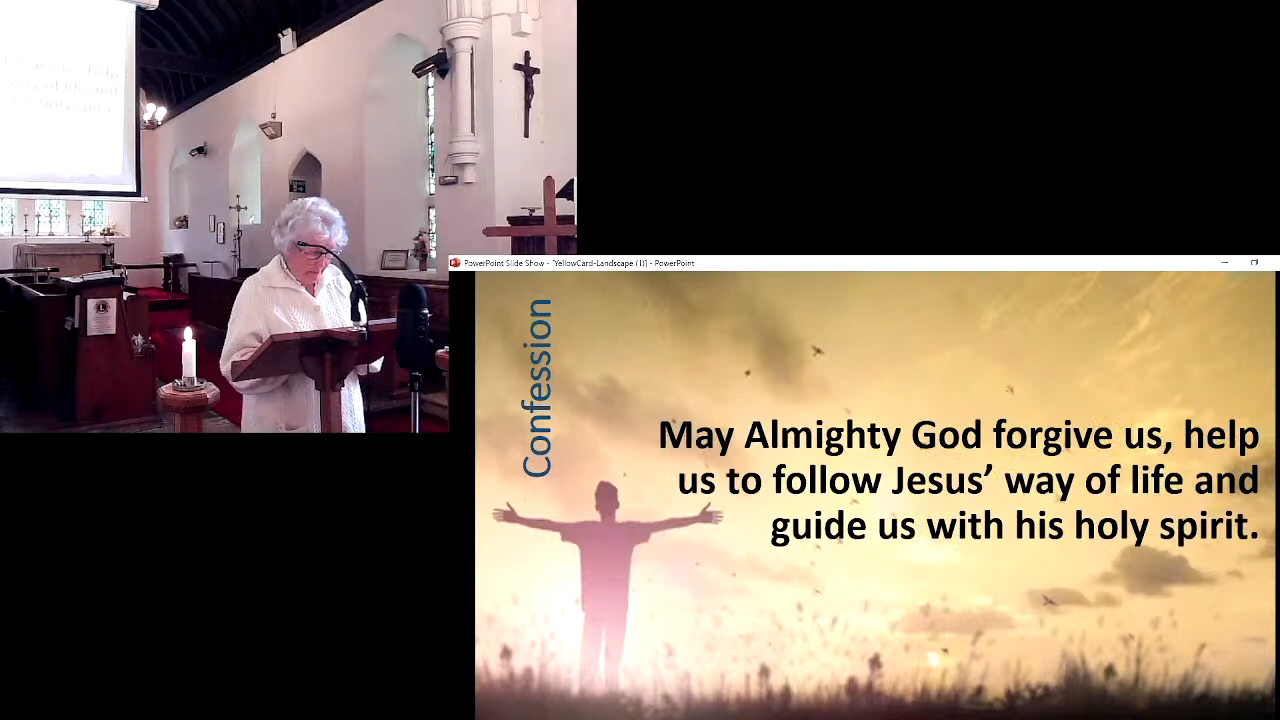 PowerPoint Slide Show - [YellowCard-Landscape (1)] - PowerPoint
Confession
May Almighty God forgive us, help
us to follow Jesus’ way of life and
guide us with his holy spirit.